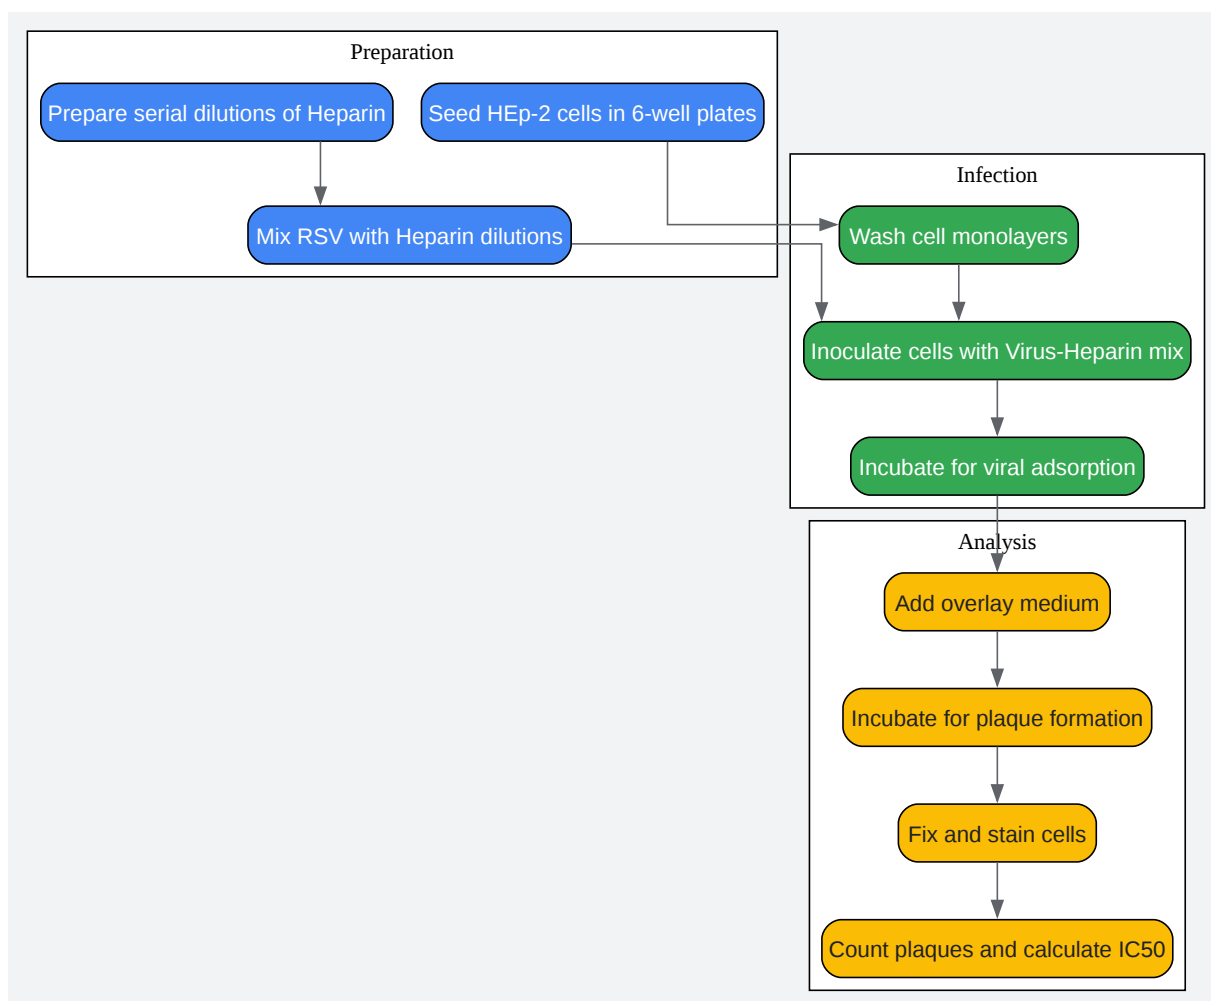 Preparation
Prepare serial dilutions of Heparin
Seed HEp-2 cells in 6-well plates
Mix RSV with Heparin dilutions
Infection
Wash cell monolayers
Inoculate cells with Virus-Heparin mix
Incubate for viral adsorption
Analysis
Add overlay medium
Incubate for plaque formation
Fix and stain cells
Count plaques and calculate IC50